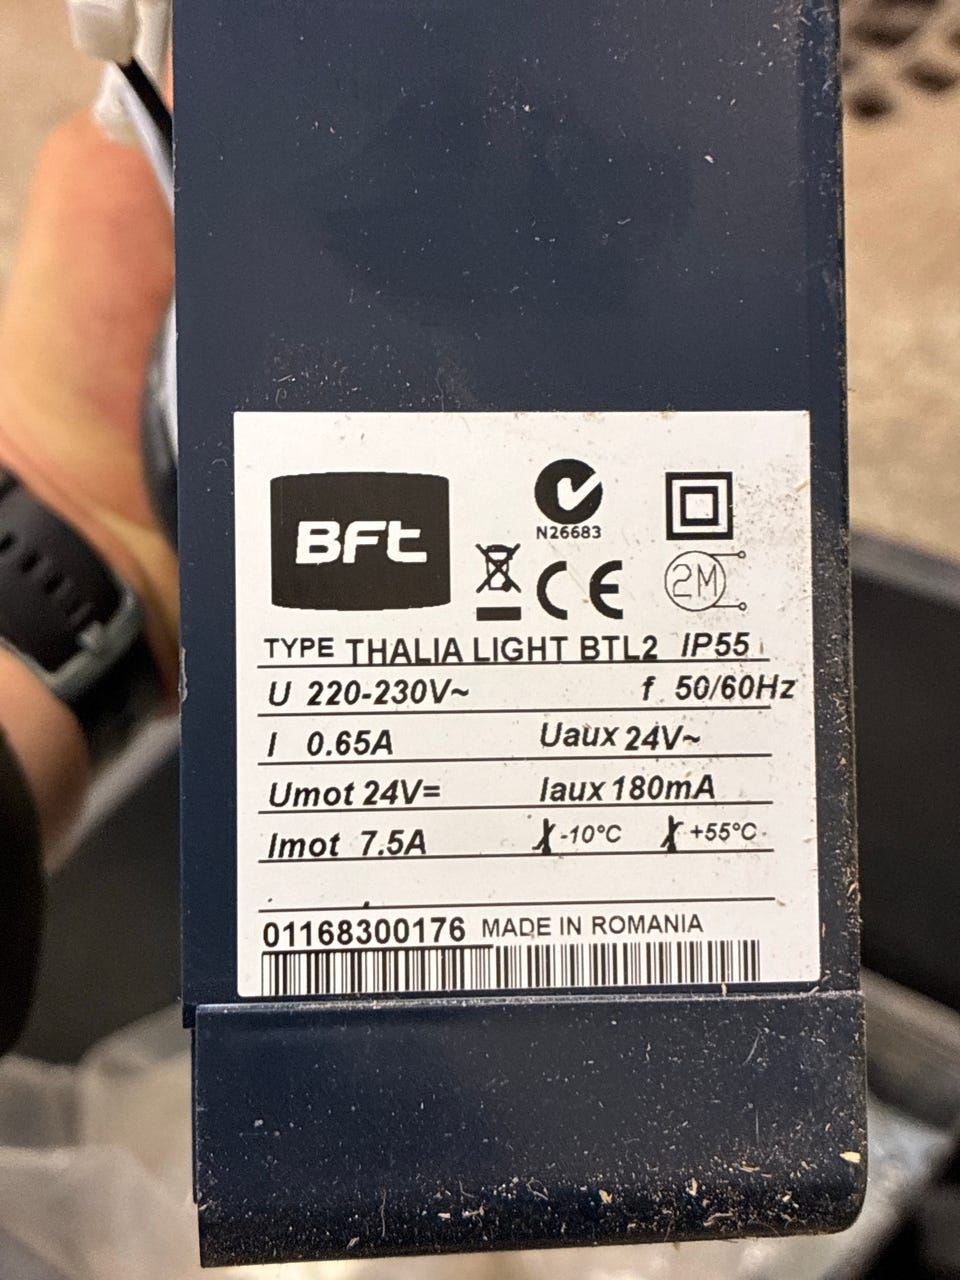 BFt
N26683
CE
2M
TYPE THALIA LIGHT BTL2 IP55
U 220-230V~ f 50/60Hz
I 0.65A Uaux 24V~
Umot 24V= Iaux 180mA
Imot 7.5A -10°C +55°C
01168300176 MADE IN ROMANIA